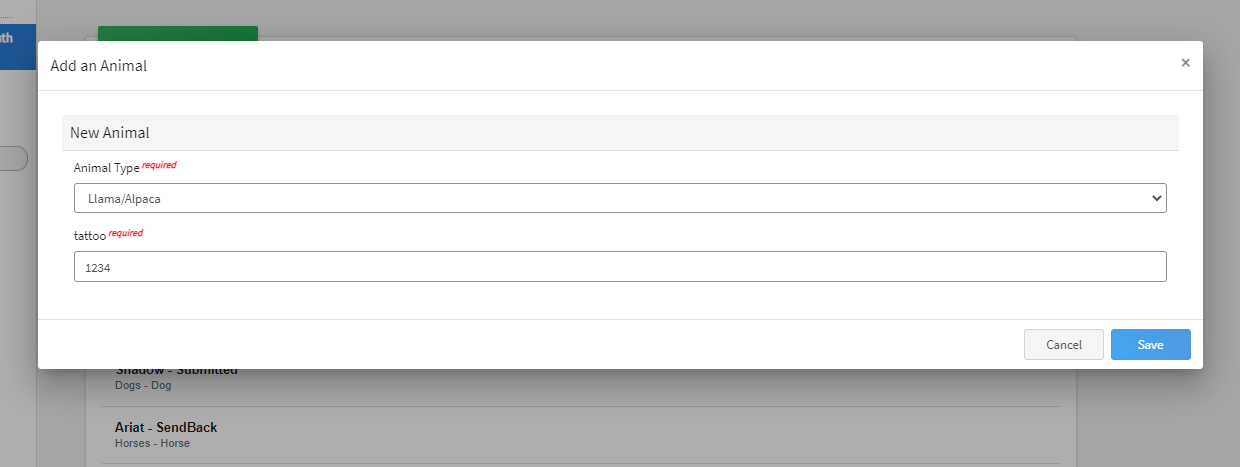 Add an Animal
×
New Animal
Animal Type required
Llama/Alpaca
tattoo required
1234
Cancel
Save
Shadow - Submitted
Dogs - Dog
Ariat - SendBack
Horses - Horse